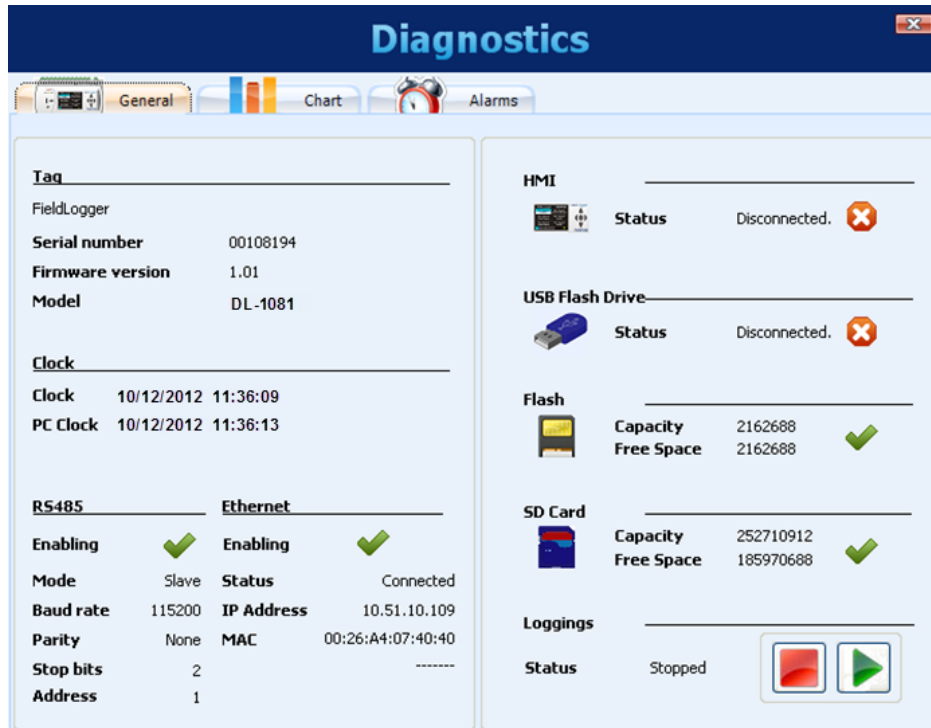 Diagnostics
General Chart Alarms
Tag
FieldLogger
Serial number 00108194
Firmware version 1.01
Model DL-1081
Clock
Clock 10/12/2012 11:36:09
PC Clock 10/12/2012 11:36:13
RS485 Ethernet
Enabling Enabling
Mode Slave Status Connected
Baud rate 115200 IP Address 10.51.10.109
Parity None MAC 00:26:A4:07:40:40
Stop bits 2 -------
Address 1
HMI
Status Disconnected.
USB Flash Drive
Status Disconnected.
Flash
Capacity 2162688
Free Space 2162688
SD Card
Capacity 252710912
Free Space 185970688
Loggings
Status Stopped